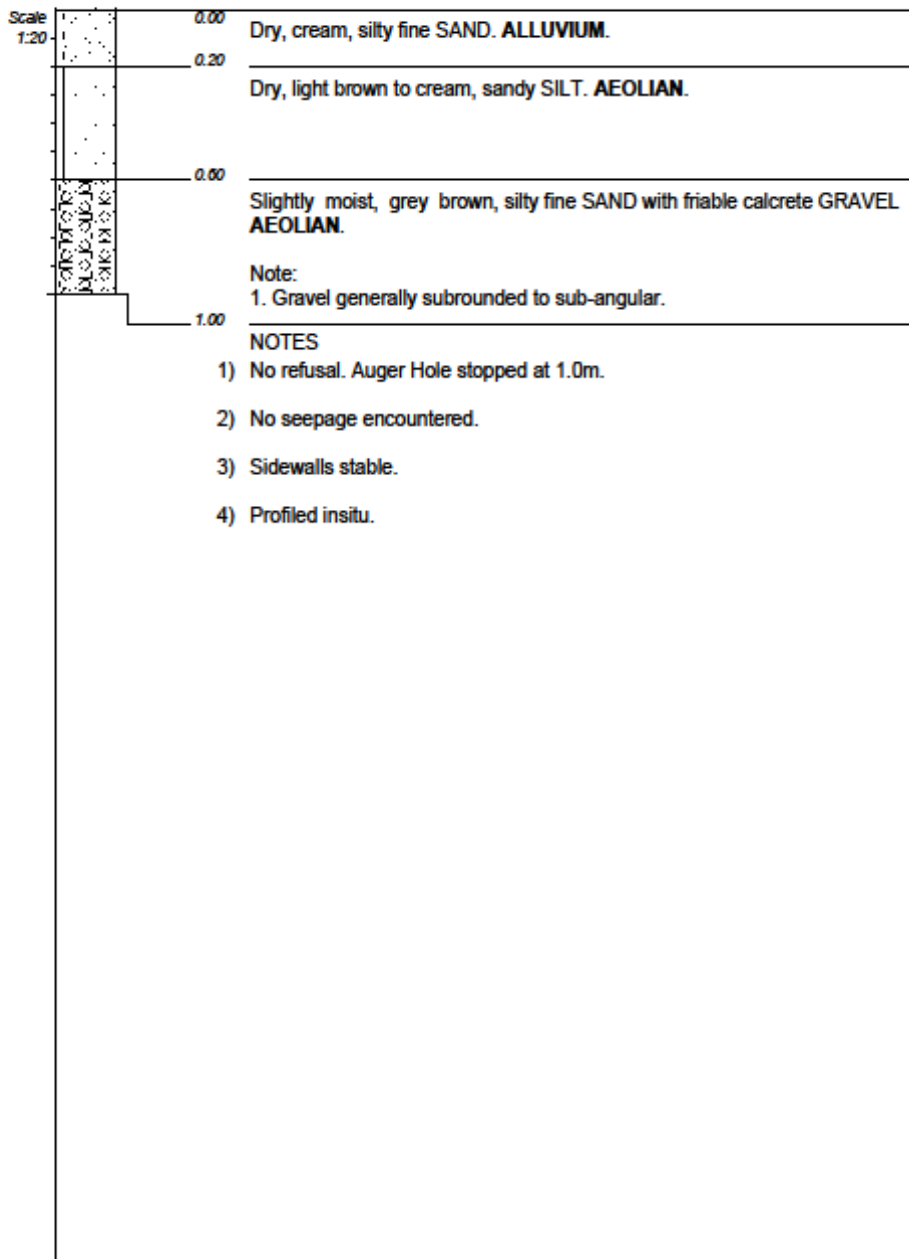 Scale
1:20
0.00
Dry, cream, silty fine SAND. ALLUVIUM.
0.20
Dry, light brown to cream, sandy SILT. AEOLIAN.
0.60
Slightly moist, grey brown, silty fine SAND with friable calcrete GRAVEL
AEOLIAN.
Note:
1. Gravel generally subrounded to sub-angular.
1.00
NOTES
1) No refusal. Auger Hole stopped at 1.0m.
2) No seepage encountered.
3) Sidewalls stable.
4) Profiled insitu.